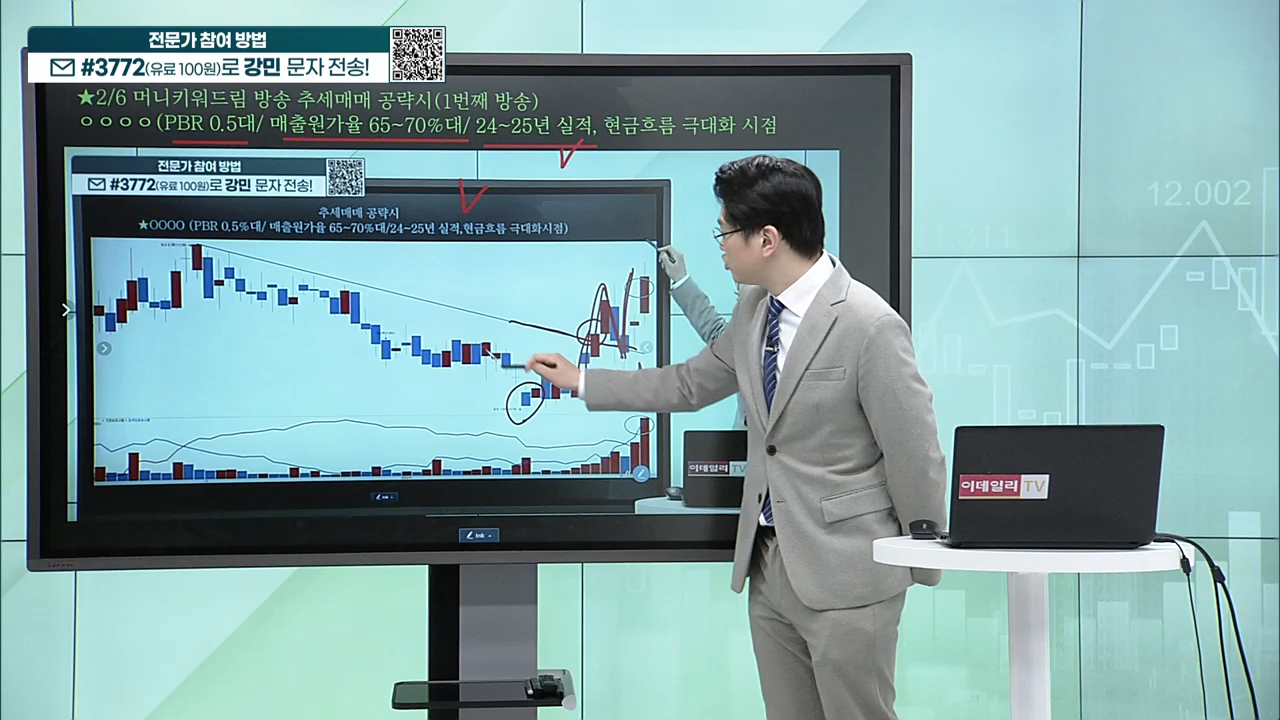 전문가 참여 방법
#3772(유료 100원)로 강민 문자 전송!
★2/6 머니키워드림 방송 추세매매 공략시(1번째 방송)
ㅇㅇㅇㅇ(PBR 0.5대/ 매출원가율 65~70%대/ 24~25년 실적, 현금흐름 극대화 시점
전문가 참여 방법
#3772(유료 100원)로 강민 문자 전송!
추세매매 공략시
★OOOO (PBR 0.5%대/ 매출원가율 65~70%대/24~25년 실적,현금흐름 극대화시점)
12.002
311
이데일리TV
이데일리TV
Ink
Ink